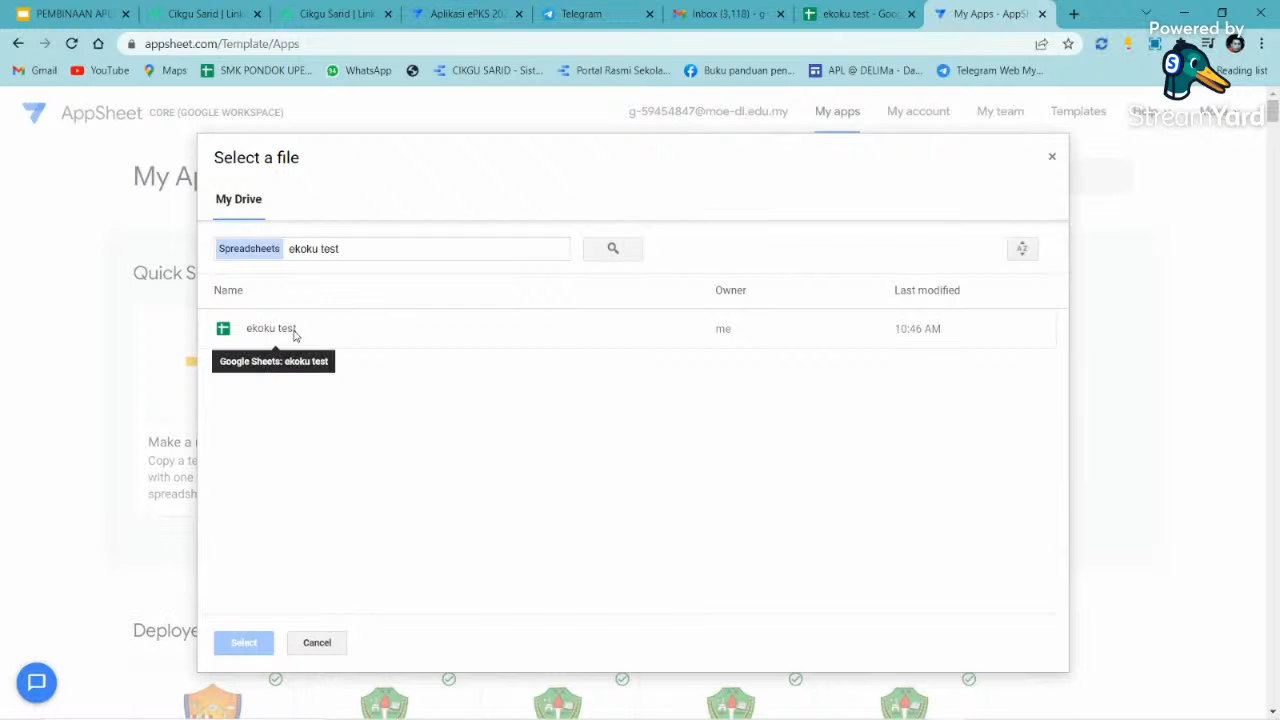 PEMBINAAN APL
Cikgu Sarid | Link
Cikgu Sarid | Link
Aplikasi ePKS 202
Telegram
Inbox (3,118) - g-
ekoku test - Goog
My Apps - AppSh
appsheet.com/Template/Apps
Gmail
YouTube
Maps
SMK PONDOK UPE...
WhatsApp
CIKGU SARID - Sist...
Portal Rasmi Sekola...
Buku panduan pen...
APL @ DELIMa - Da...
Telegram Web My...
Reading list
Powered by
StreamYard
AppSheet CORE (GOOGLE WORKSPACE)
g-59454847@moe-dl.edu.my
My apps
My account
My team
Templates
My Ap
Select a file
×
My Drive
Spreadsheets ekoku test
Name
Owner
Last modified
ekoku test
me
10:46 AM
Google Sheets: ekoku test
Quick S
Make a
Copy a te
with one
spreadsh
Deploye
Select
Cancel